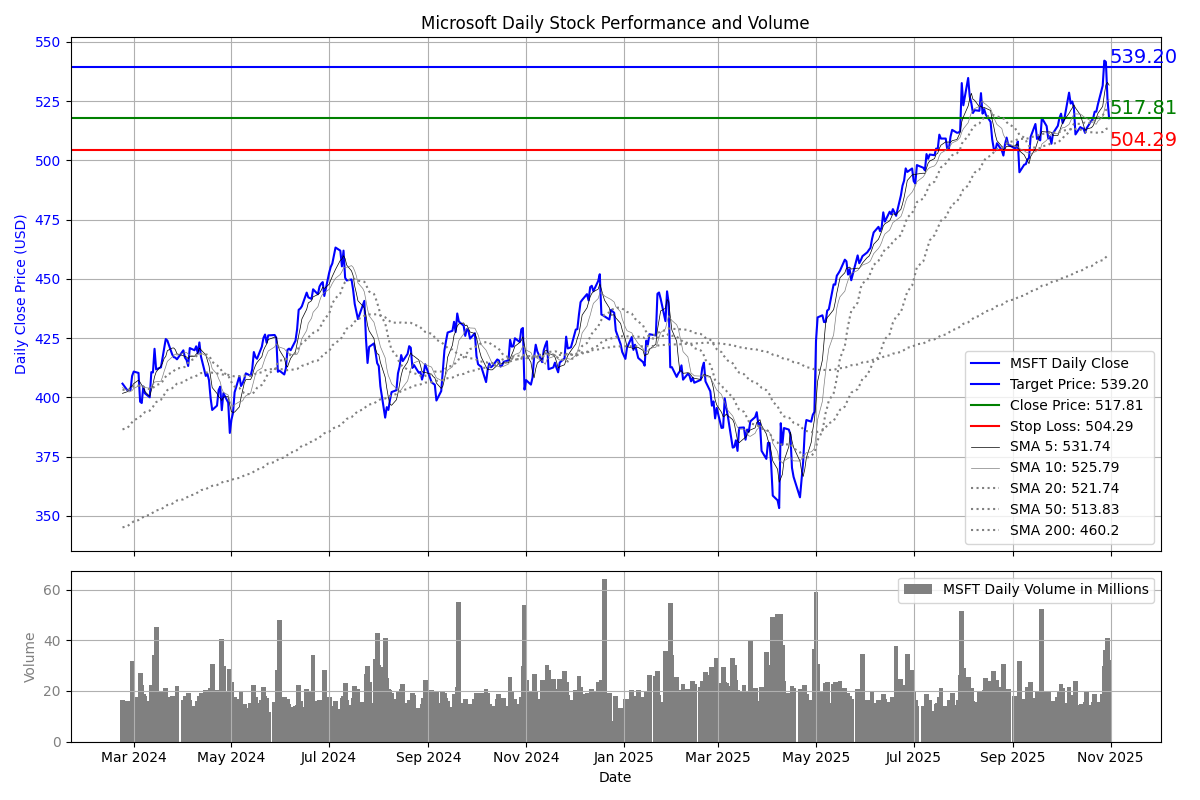 Microsoft Daily Stock Performance and Volume
Daily Close Price (USD)
550
525
500
475
450
425
400
375
350
539.20
517.81
504.29
MSFT Daily Close
Target Price: 539.20
Close Price: 517.81
Stop Loss: 504.29
SMA 5: 531.74
SMA 10: 525.79
SMA 20: 521.74
SMA 50: 513.83
SMA 200: 460.2
Volume
60
40
20
0
MSFT Daily Volume in Millions
Mar 2024 May 2024 Jul 2024 Sep 2024 Nov 2024 Jan 2025 Mar 2025 May 2025 Jul 2025 Sep 2025 Nov 2025
Date